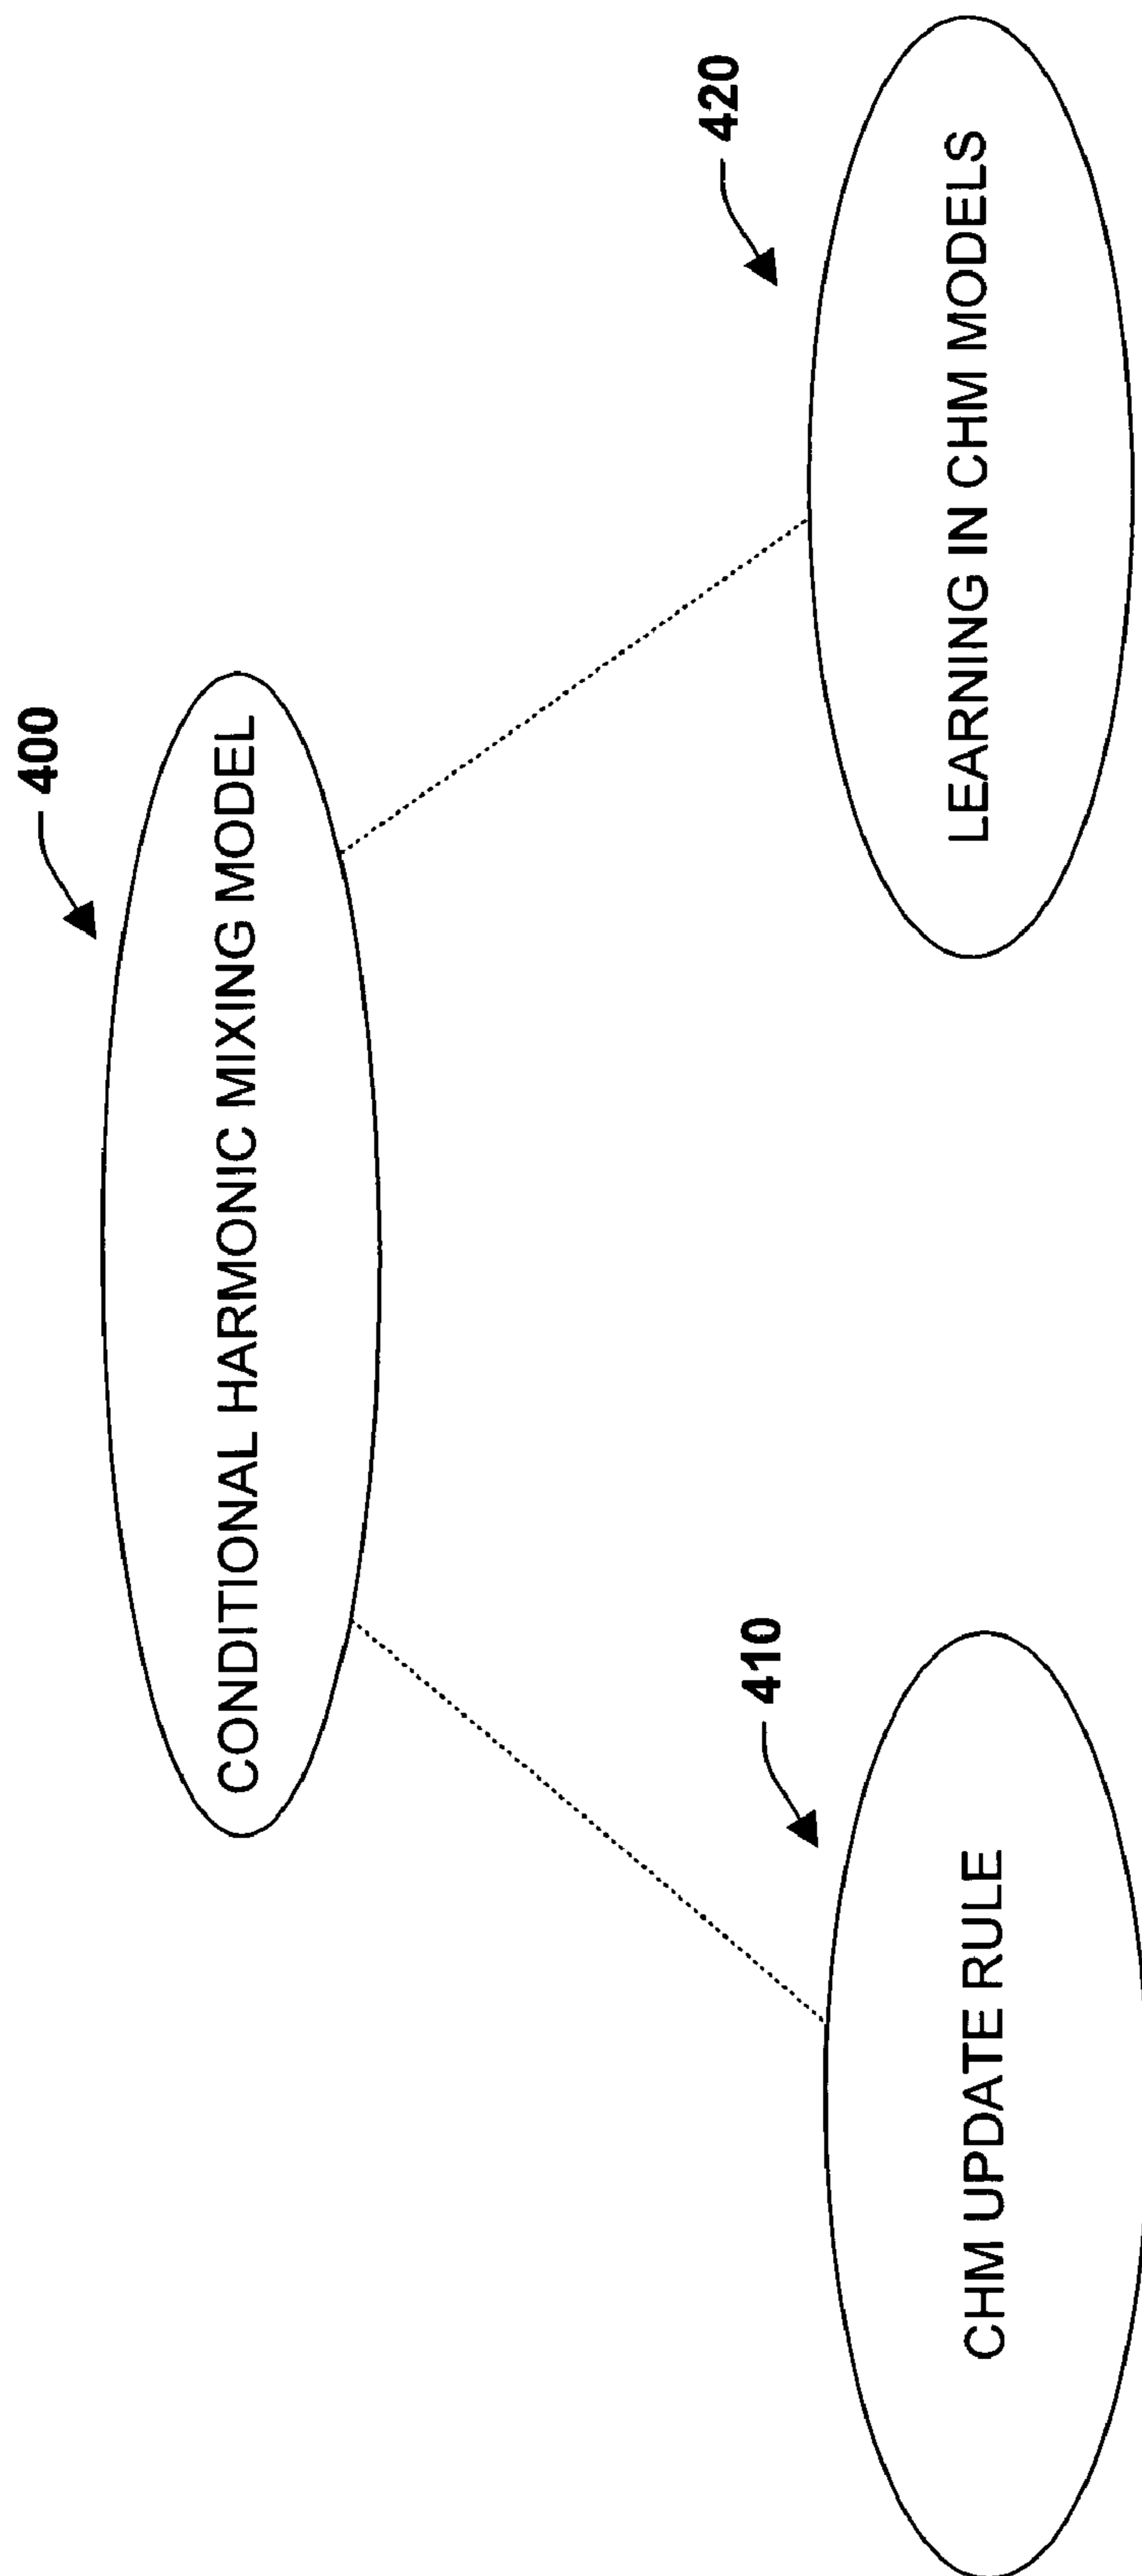 400
CONDITIONAL HARMONIC MIXING MODEL
410
CHM UPDATE RULE
420
LEARNING IN CHM MODELS